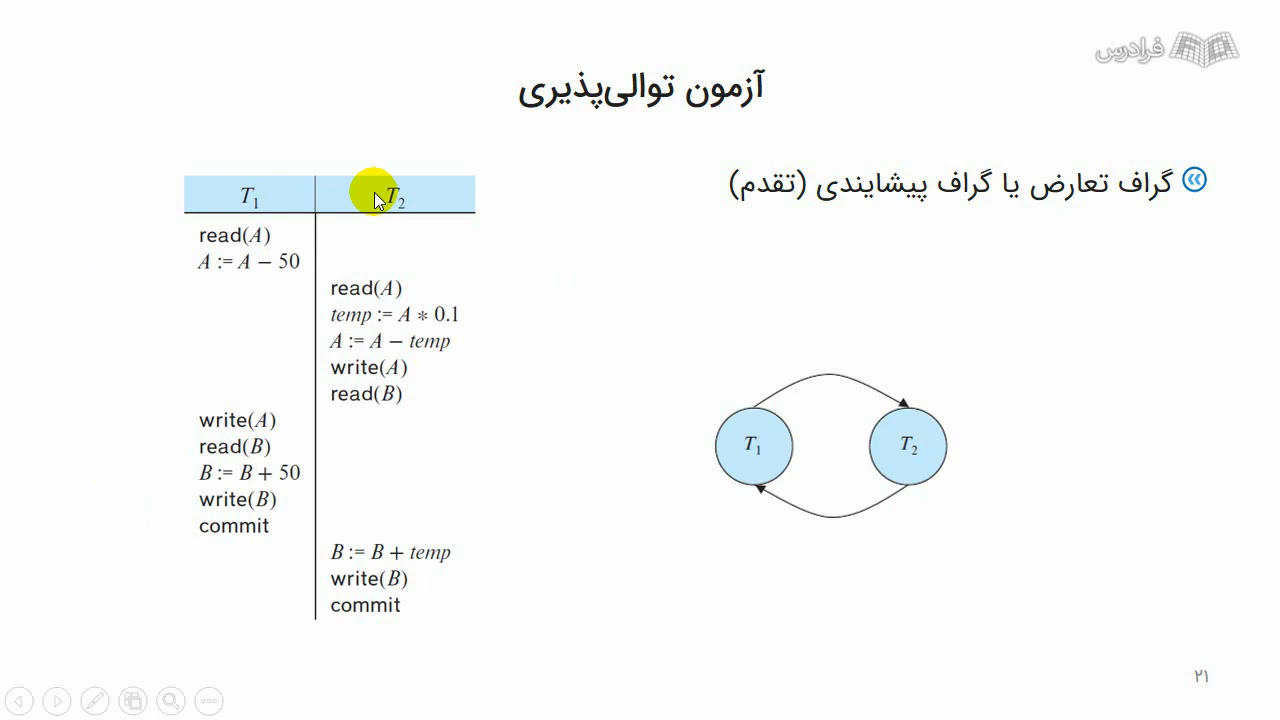 فرادرس
آزمون توالی‌پذیری
گراف تعارض یا گراف پیشایندی (تقدم)
T1 T2
read(A)
A := A − 50
read(A)
temp := A * 0.1
A := A − temp
write(A)
read(B)
write(A)
read(B)
B := B + 50
write(B)
commit
B := B + temp
write(B)
commit
T1 T2
۲۱